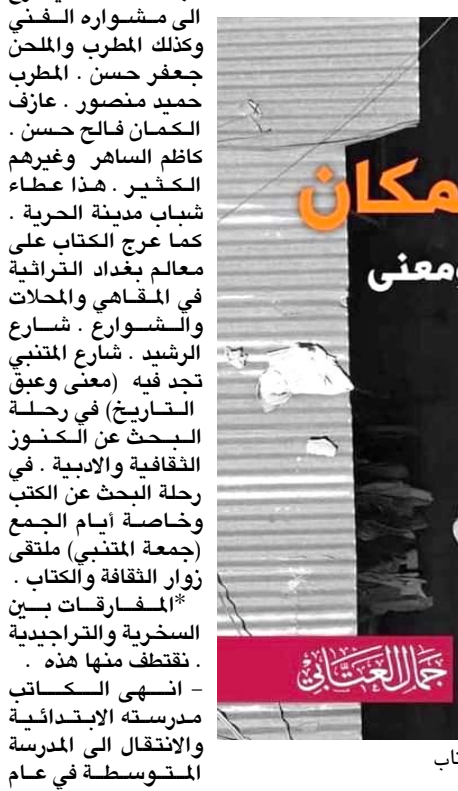 الى مشواره الفني
وكذلك المطرب والملحن
جعفر حسن . المطرب
حميد منصور . عازف
الكمان فالح حسن .
كاظم الساهر وغيرهم
الكثير . هذا عطاء
شباب مدينة الحرية .
كما عرج الكتاب على
معالم بغداد التراثية
في المقاهي والمحلات
والشوارع . شارع
الرشيد . شارع المتنبي
تجد فيه (معنى وعبق
التاريخ) في رحلة
البحث عن الكنوز
الثقافية والادبية . في
رحلة البحث عن الكتب
وخاصة أيام الجمع
(جمعة المتنبي) ملتقى
زوار الثقافة والكتاب .
*المفارقات بين
السخرية والتراجيدية
. نقتطف منها هذه .
- انهى الكاتب
مدرسته الابتدائية
والانتقال الى المدرسة
المتوسطة في عام
مكان
ومعنى
جمال العتّابي
تاب